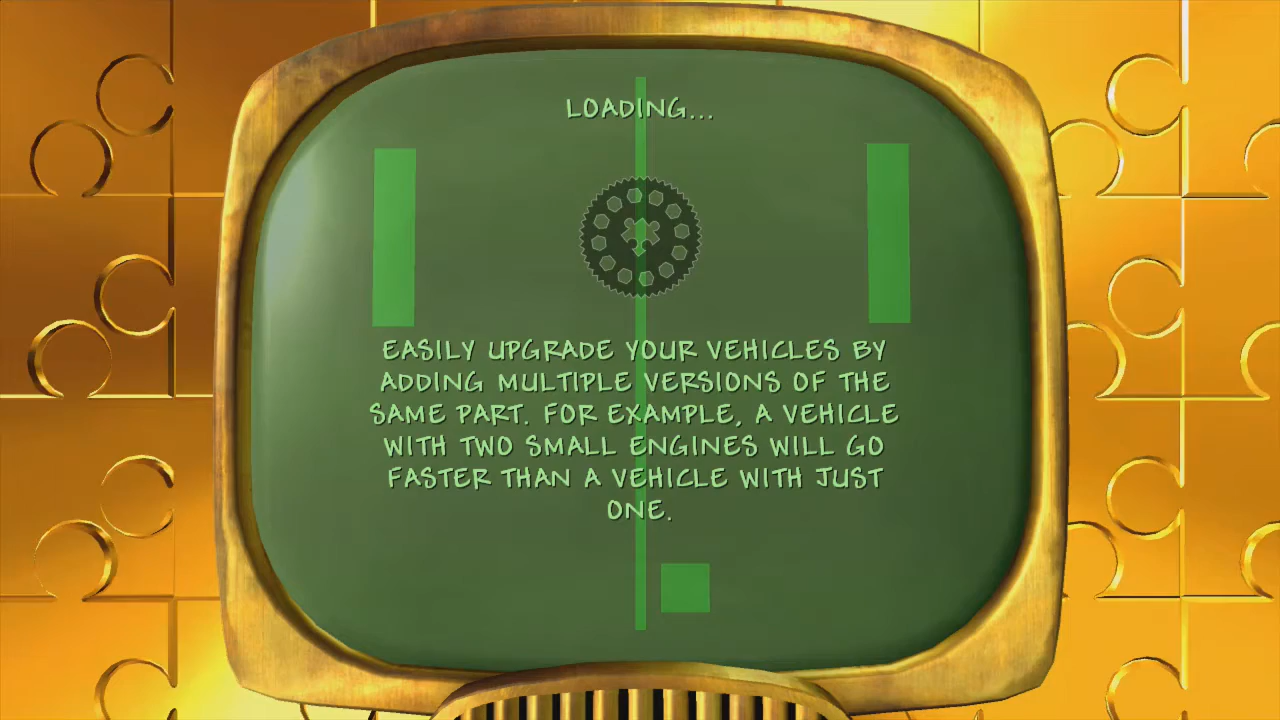 LOADING...
EASILY UPGRADE YOUR VEHICLES BY
ADDING MULTIPLE VERSIONS OF THE
SAME PART. FOR EXAMPLE, A VEHICLE
WITH TWO SMALL ENGINES WILL GO
FASTER THAN A VEHICLE WITH JUST
ONE.